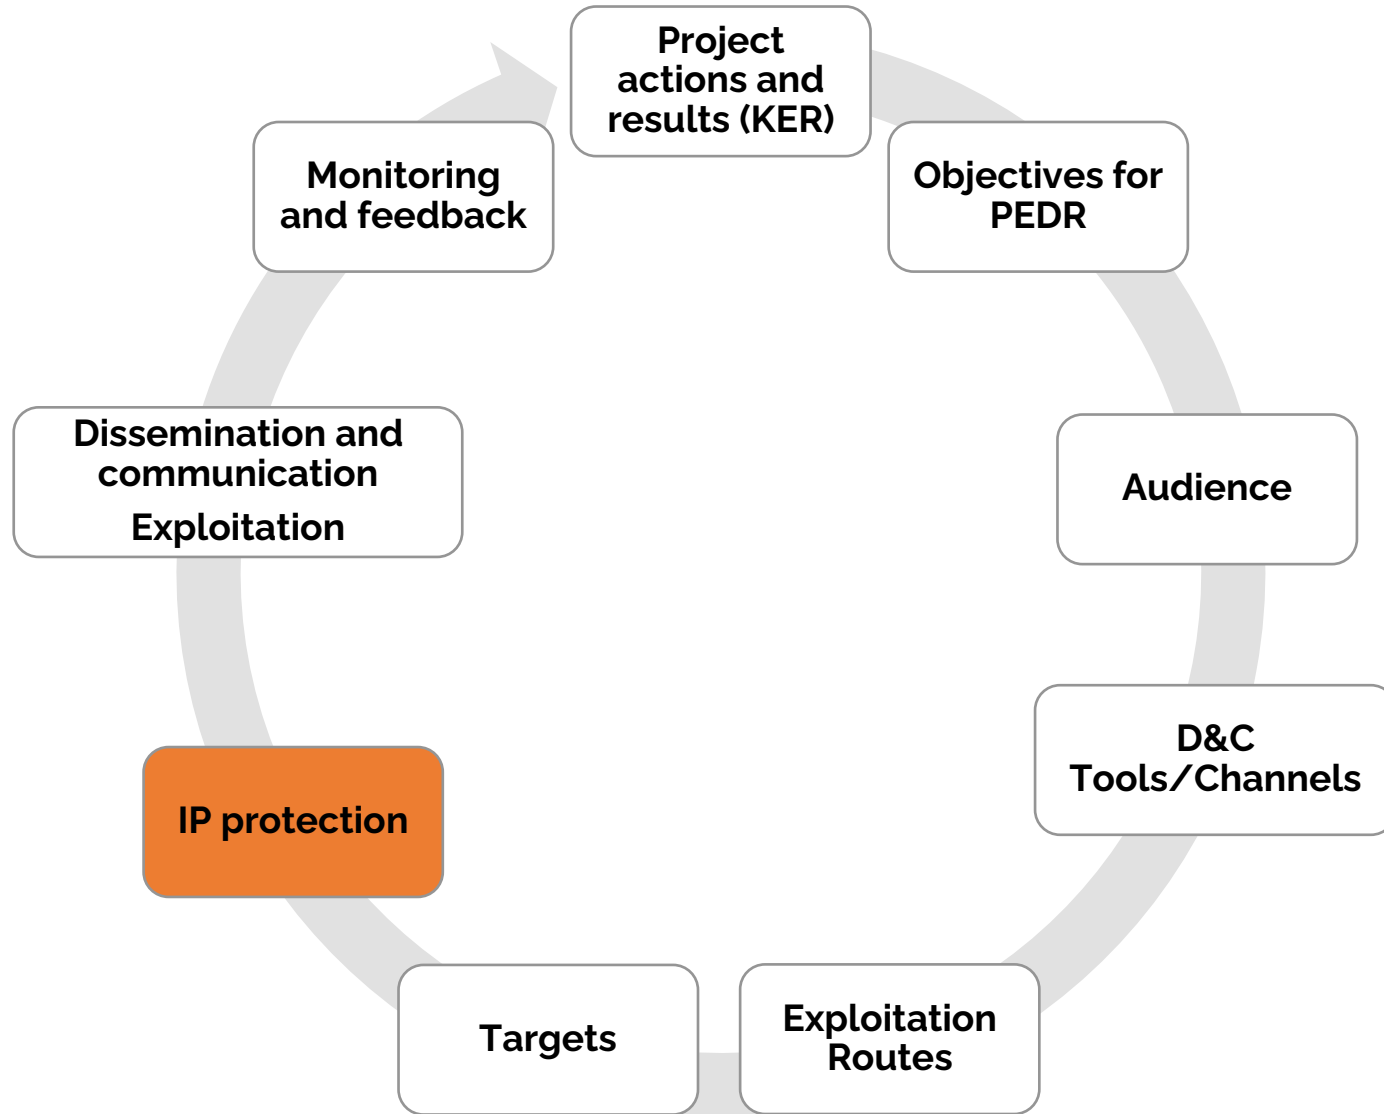 Project
actions and
results (KER)
Objectives for
PEDR
Audience
D&C
Tools/Channels
Exploitation
Routes
Targets
IP protection
Dissemination and
communication
Exploitation
Monitoring
and feedback